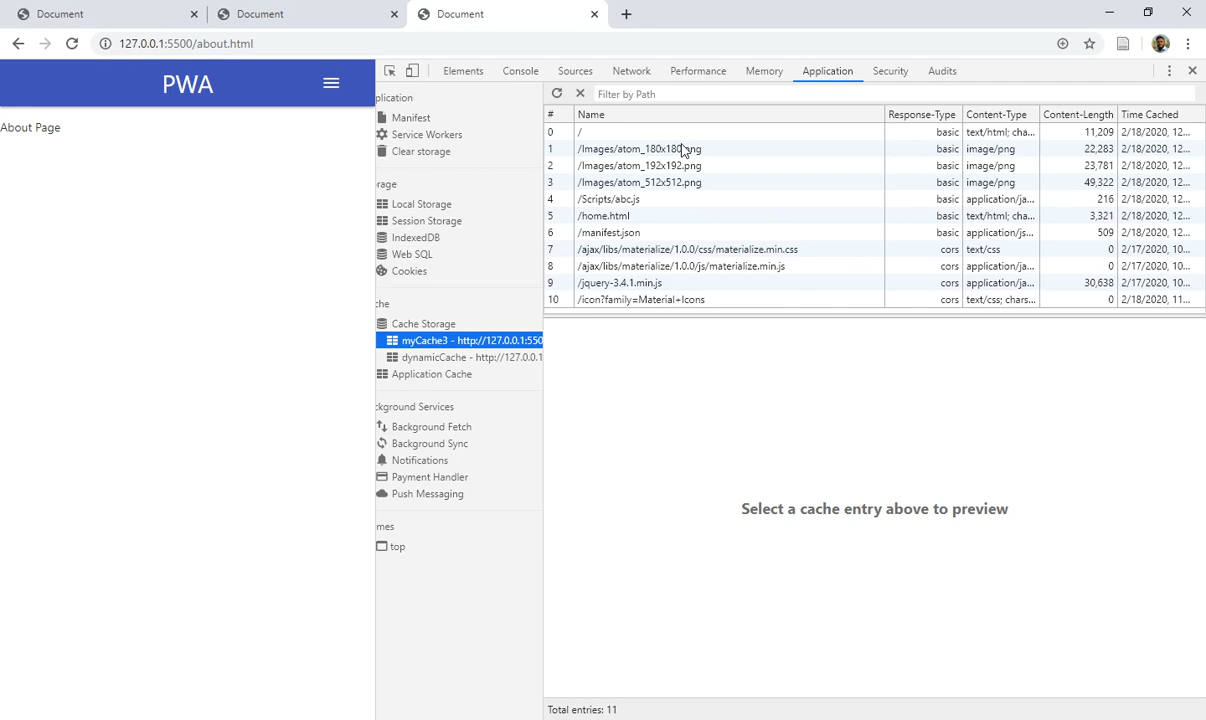 Document
Document
Document
127.0.0.1:5500/about.html
PWA
About Page
Elements Console Sources Network Performance Memory Application Security Audits
plication
Manifest
Service Workers
Clear storage
rage
Local Storage
Session Storage
IndexedDB
Web SQL
Cookies
che
Cache Storage
myCache3 - http://127.0.0.1:550
dynamicCache - http://127.0.0.1
Application Cache
ckground Services
Background Fetch
Background Sync
Notifications
Payment Handler
Push Messaging
mes
top
Filter by Path
# Name Response-Type Content-Type Content-Length Time Cached
0 / basic text/html; cha... 11,209 2/18/2020, 12...
1 /Images/atom_180x180.png basic image/png 22,283 2/18/2020, 12...
2 /Images/atom_192x192.png basic image/png 23,781 2/18/2020, 12...
3 /Images/atom_512x512.png basic image/png 49,322 2/18/2020, 12...
4 /Scripts/abc.js basic application/ja... 216 2/18/2020, 12...
5 /home.html basic text/html; cha... 3,321 2/18/2020, 12...
6 /manifest.json basic application/js... 509 2/18/2020, 12...
7 /ajax/libs/materialize/1.0.0/css/materialize.min.css cors text/css 0 2/17/2020, 10...
8 /ajax/libs/materialize/1.0.0/js/materialize.min.js cors application/ja... 0 2/17/2020, 10...
9 /jquery-3.4.1.min.js cors application/ja... 30,638 2/17/2020, 10...
10 /icon?family=Material+Icons cors text/css; chars... 0 2/18/2020, 11...
Select a cache entry above to preview
Total entries: 11